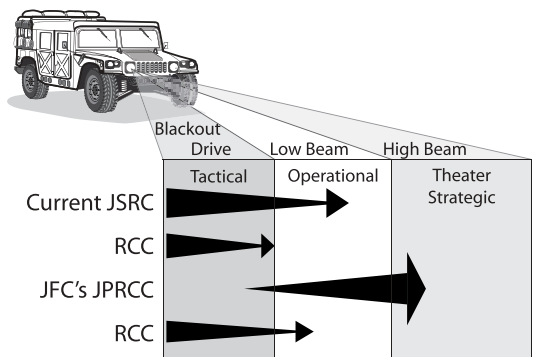 Blackout
Drive
Low Beam
High Beam
Tactical
Operational
Theater
Strategic
Current JSRC
RCC
JFC's JPRCC
RCC